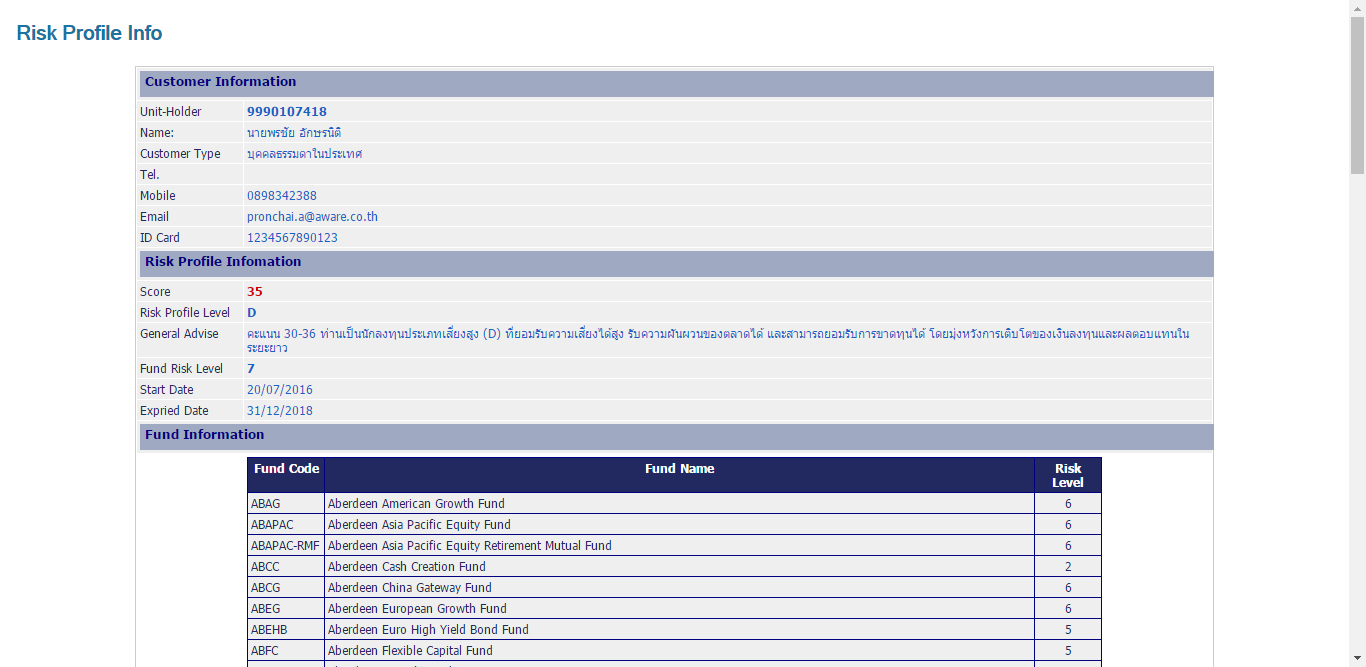 Risk Profile Info
Customer Information
Unit-Holder 9990107418
Name: นายพรชัย อักษรนิติ
Customer Type บุคคลธรรมดาในประเทศ
Tel.
Mobile 0898342388
Email pronchai.a@aware.co.th
ID Card 1234567890123
Risk Profile Infomation
Score 35
Risk Profile Level D
General Advise คะแนน 30-36 ท่านเป็นนักลงทุนประเภทเสี่ยงสูง (D) ที่ยอมรับความเสี่ยงได้สูง รับความผันผวนของตลาดได้ และสามารถยอมรับการขาดทุนได้ โดยมุ่งหวังการเติบโตของเงินลงทุนและผลตอบแทนใน
ระยะยาว
Fund Risk Level 7
Start Date 20/07/2016
Expried Date 31/12/2018
Fund Information
Fund Code Fund Name Risk
Level
ABAG Aberdeen American Growth Fund 6
ABAPAC Aberdeen Asia Pacific Equity Fund 6
ABAPAC-RMF Aberdeen Asia Pacific Equity Retirement Mutual Fund 6
ABCC Aberdeen Cash Creation Fund 2
ABCG Aberdeen China Gateway Fund 6
ABEG Aberdeen European Growth Fund 6
ABEHB Aberdeen Euro High Yield Bond Fund 5
ABFC Aberdeen Flexible Capital Fund 5